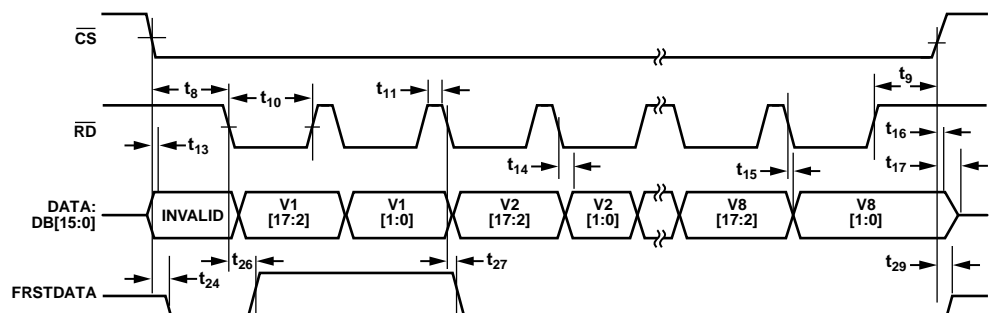 CS
t8
t10
t11
t9
RD
t13
t14
t15
t16
t17
DATA:
DB[15:0]
INVALID
V1
[17:2]
V1
[1:0]
V2
[17:2]
V2
[1:0]
V8
[17:2]
V8
[1:0]
t24
t26
t27
t29
FRSTDATA